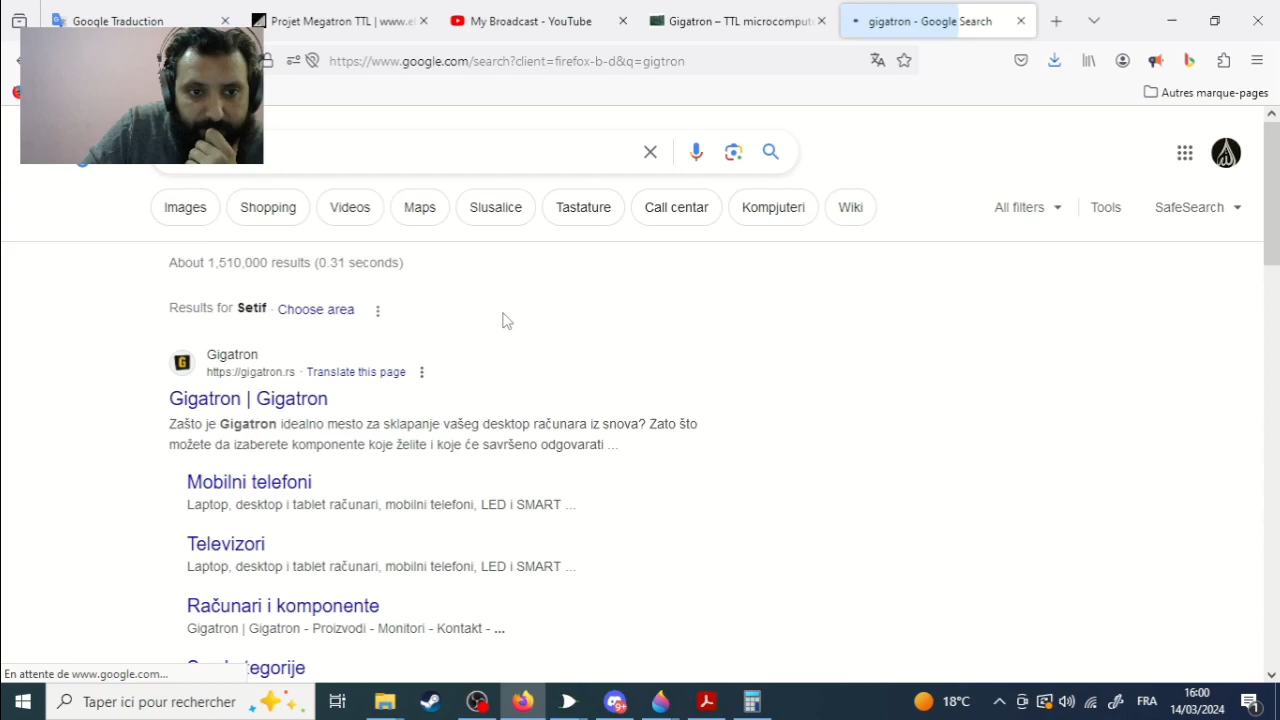 Google Traduction
Projet Megatron TTL | www.el
My Broadcast - YouTube
Gigatron – TTL microcomput
gigatron - Google Search
https://www.google.com/search?client=firefox-b-d&q=gigtron
Autres marque-pages
Images
Shopping
Videos
Maps
Slusalice
Tastature
Call centar
Kompjuteri
Wiki
All filters
Tools
SafeSearch
About 1,510,000 results (0.31 seconds)
Results for Setif · Choose area
Gigatron
https://gigatron.rs · Translate this page
Gigatron | Gigatron
Zašto je Gigatron idealno mesto za sklapanje vašeg desktop računara iz snova? Zato što
možete da izaberete komponente koje želite i koje će savršeno odgovarati ...
Mobilni telefoni
Laptop, desktop i tablet računari, mobilni telefoni, LED i SMART ...
Televizori
Laptop, desktop i tablet računari, mobilni telefoni, LED i SMART ...
Računari i komponente
Gigatron | Gigatron - Proizvodi - Monitori - Kontakt - ...
En attente de www.google.com...
Taper ici pour rechercher
9+
18°C
FRA
16:00
14/03/2024
1